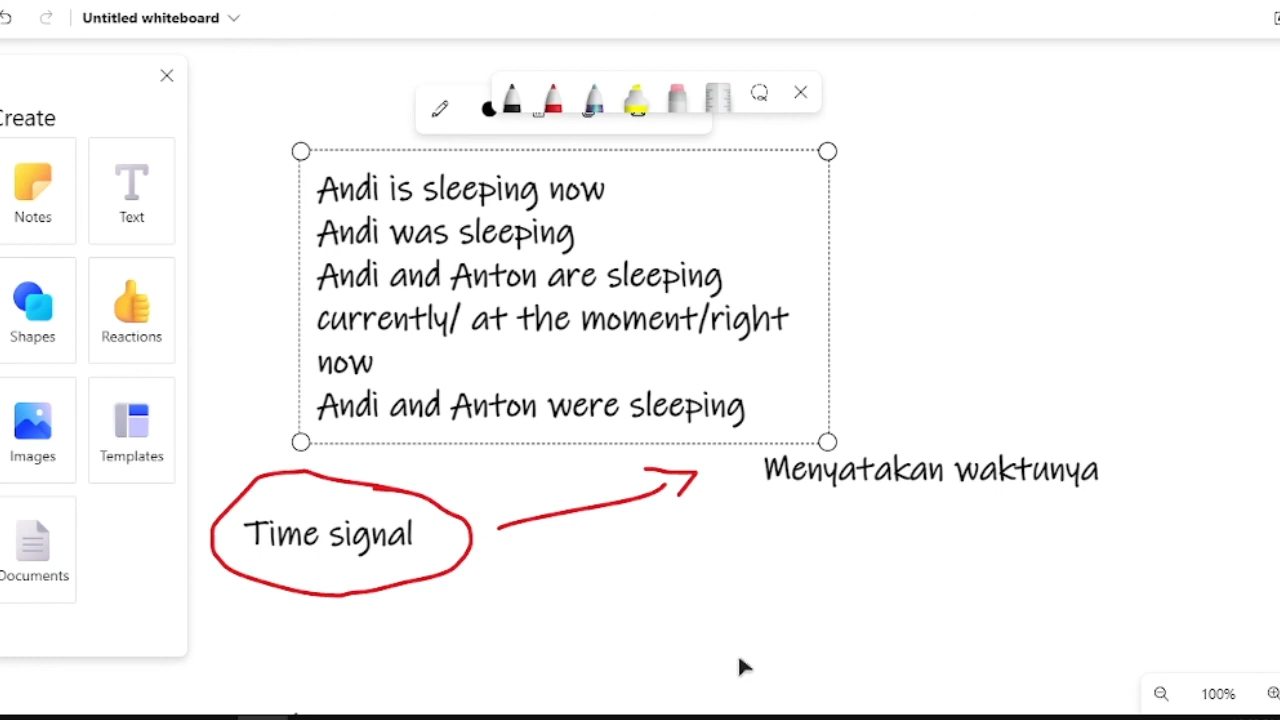 Untitled whiteboard
Create
Notes
Text
Shapes
Reactions
Images
Templates
Documents
Andi is sleeping now
Andi was sleeping
Andi and Anton are sleeping
currently/ at the moment/right
now
Andi and Anton were sleeping
Menyatakan waktunya
Time signal
100%